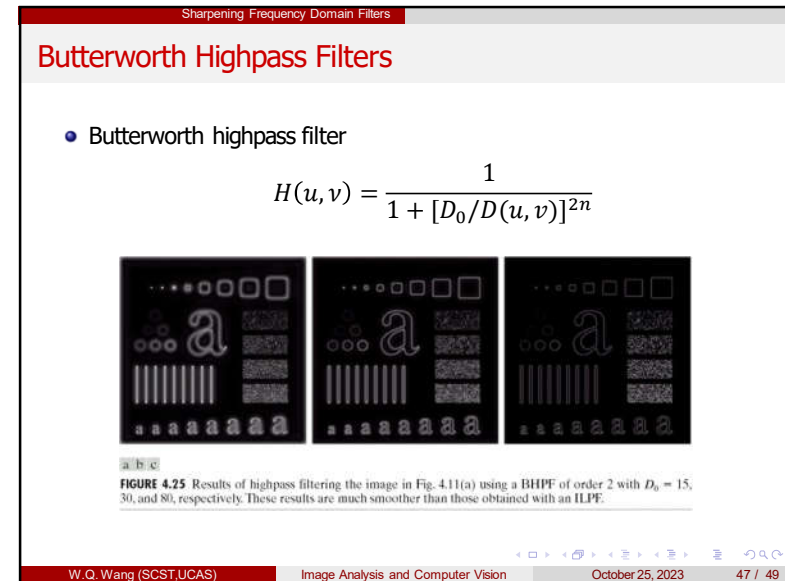 Sharpening Frequency Domain Filters
Butterworth Highpass Filters
Butterworth highpass filter
H(u, v) = 1 / (1 + [D₀/D(u, v)]²ⁿ)
a
a a a a a a a a
a
a a a a a a a a
a
a a a a a a a a
a b c
FIGURE 4.25 Results of highpass filtering the image in Fig. 4.11(a) using a BHPF of order 2 with D₀ = 15,
30, and 80, respectively. These results are much smoother than those obtained with an ILPF.
W.Q. Wang (SCST,UCAS) Image Analysis and Computer Vision October 25, 2023 47 / 49